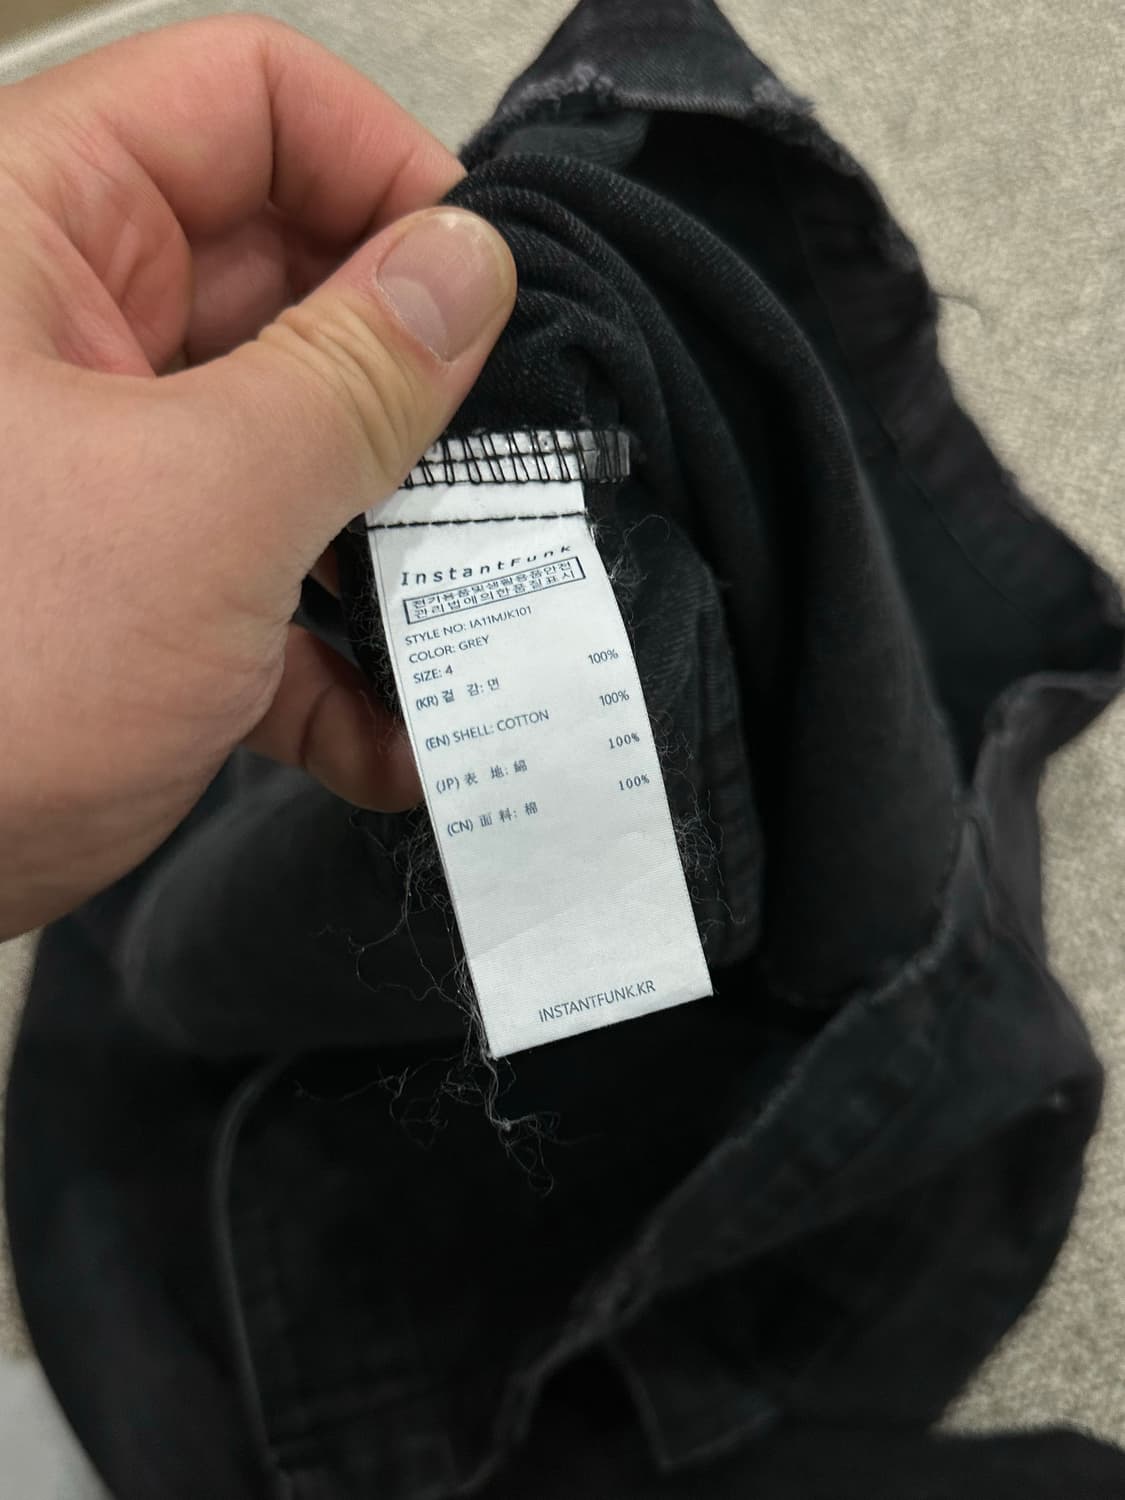 InstantFunk
전기용품및생활용품안전
관리법에의한품질표시
STYLE NO: IA11MJK101
COLOR: GREY
SIZE: 4
(KR) 겉 감: 면 100%
(EN) SHELL: COTTON 100%
(JP) 表 地: 綿 100%
(CN) 面 料: 棉 100%
INSTANTFUNK.KR